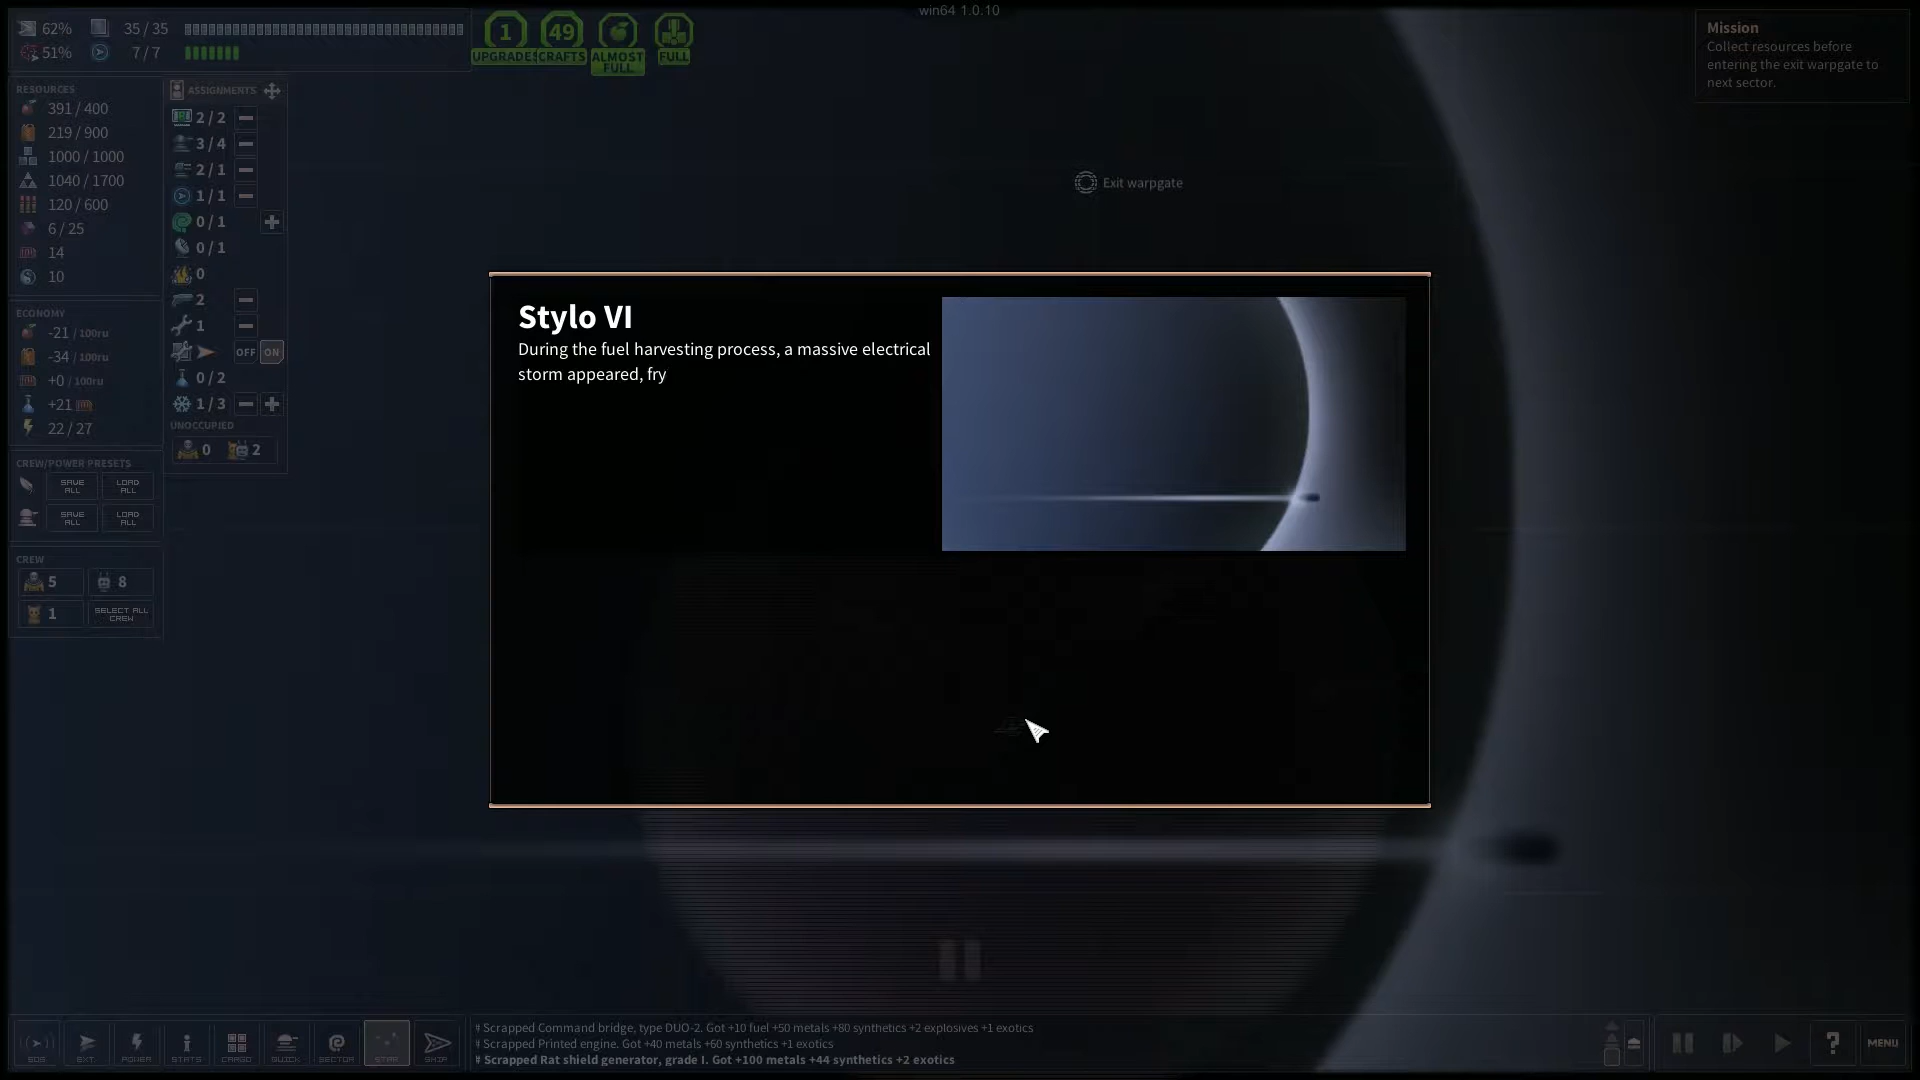 win64 1.0.10
62%
35 / 35
51%
7 / 7
1
UPGRADES
49
CRAFTS
ALMOST FULL
FULL
Mission
Collect resources before
entering the exit warpgate to
next sector.
RESOURCES
391 / 400
219 / 900
1000 / 1000
1040 / 1700
120 / 600
6 / 25
14
10
ECONOMY
-21 / 100ru
-34 / 100ru
+0 / 100ru
+21
22 / 27
CREW/POWER PRESETS
SAVE ALL
LOAD ALL
SAVE ALL
LOAD ALL
CREW
5
8
1
SELECT ALL CREW
ASSIGNMENTS
2 / 2
3 / 4
2 / 1
1 / 1
0 / 1
0 / 1
0
2
1
OFF ON
0 / 2
1 / 3
UNOCCUPIED
0
2
Exit warpgate
Stylo VI
During the fuel harvesting process, a massive electrical
storm appeared, fry
SOS
EXT.
POWER
STATS
CARGO
QUICK
SECTOR
STAR
SHIP
Scrapped Command bridge, type DUO-2. Got +10 fuel +50 metals +80 synthetics +2 explosives +1 exotics
Scrapped Printed engine. Got +40 metals +60 synthetics +1 exotics
Scrapped Rat shield generator, grade I. Got +100 metals +44 synthetics +2 exotics
?
MENU